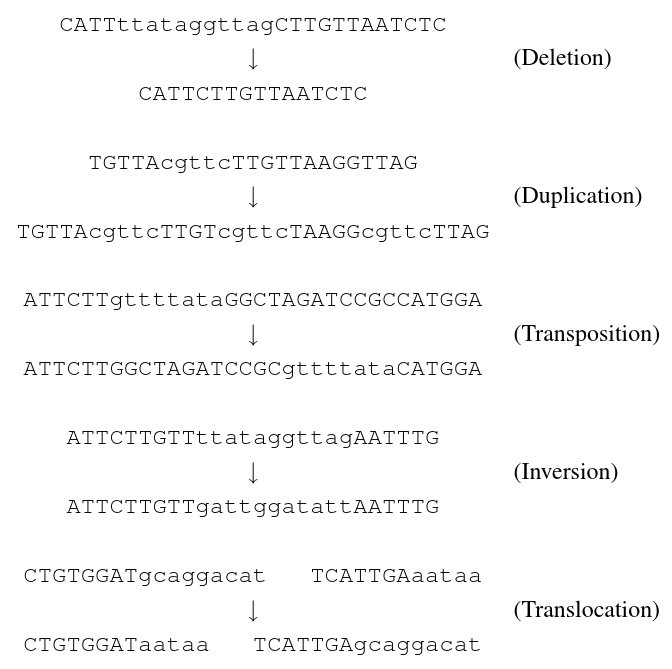 CATTttataggttagCTTGTTAATCTC
↓ (Deletion)
CATTCTTGTTAATCTC
TGTTAcgttcTTGTTAAGGTTAG
↓ (Duplication)
TGTTAcgttcTTGTcgttcTAAGGcgttcTTAG
ATTCTTgttttataGGCTAGATCCGCCATGGA
↓ (Transposition)
ATTCTTGGCTAGATCCGCgttttataCATGGA
ATTCTTGTTttataggttagAATTTG
↓ (Inversion)
ATTCTTGTTgattggatattAATTTG
CTGTGGATgcaggacat TCATTGAaataa
↓ (Translocation)
CTGTGGATaataa TCATTGAgcaggacat